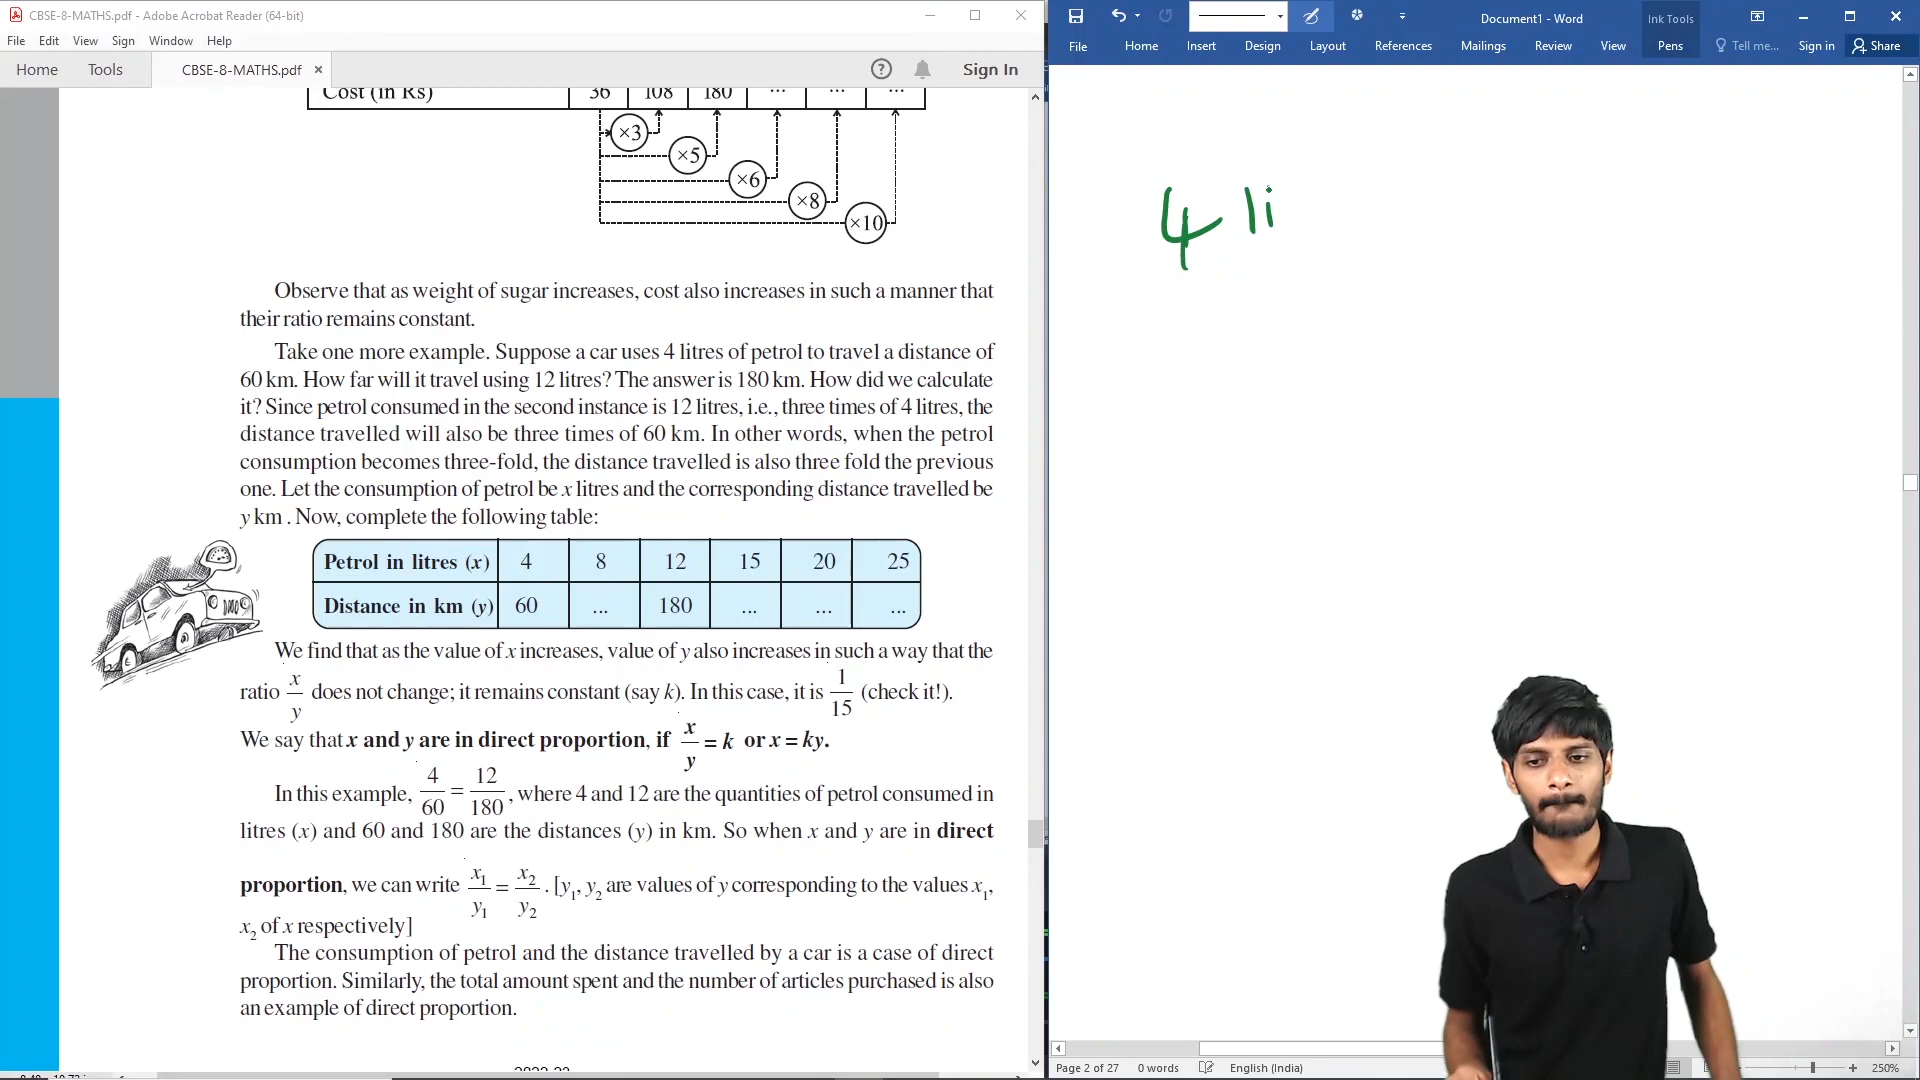 CBSE-8-MATHS.pdf - Adobe Acrobat Reader (64-bit)
File Edit View Sign Window Help
Home Tools CBSE-8-MATHS.pdf × ? Sign In
Cost (in Rs) 36 108 180 ... ... ...
×3
×5
×6
×8
×10
Observe that as weight of sugar increases, cost also increases in such a manner that
their ratio remains constant.
Take one more example. Suppose a car uses 4 litres of petrol to travel a distance of
60 km. How far will it travel using 12 litres? The answer is 180 km. How did we calculate
it? Since petrol consumed in the second instance is 12 litres, i.e., three times of 4 litres, the
distance travelled will also be three times of 60 km. In other words, when the petrol
consumption becomes three-fold, the distance travelled is also three fold the previous
one. Let the consumption of petrol be x litres and the corresponding distance travelled be
y km . Now, complete the following table:
Petrol in litres (x) 4 8 12 15 20 25
Distance in km (y) 60 ... 180 ... ... ...
We find that as the value of x increases, value of y also increases in such a way that the
ratio x/y does not change; it remains constant (say k). In this case, it is 1/15 (check it!).
We say that x and y are in direct proportion, if x/y = k or x = ky.
In this example, 4/60 = 12/180, where 4 and 12 are the quantities of petrol consumed in
litres (x) and 60 and 180 are the distances (y) in km. So when x and y are in direct
proportion, we can write x₁/y₁ = x₂/y₂. [y₁, y₂ are values of y corresponding to the values x₁,
x₂ of x respectively]
The consumption of petrol and the distance travelled by a car is a case of direct
proportion. Similarly, the total amount spent and the number of articles purchased is also
an example of direct proportion.
Document1 - Word
Ink Tools
File Home Insert Design Layout References Mailings Review View Pens Tell me... Sign in Share
4 li
Page 2 of 27 0 words English (India) 250%